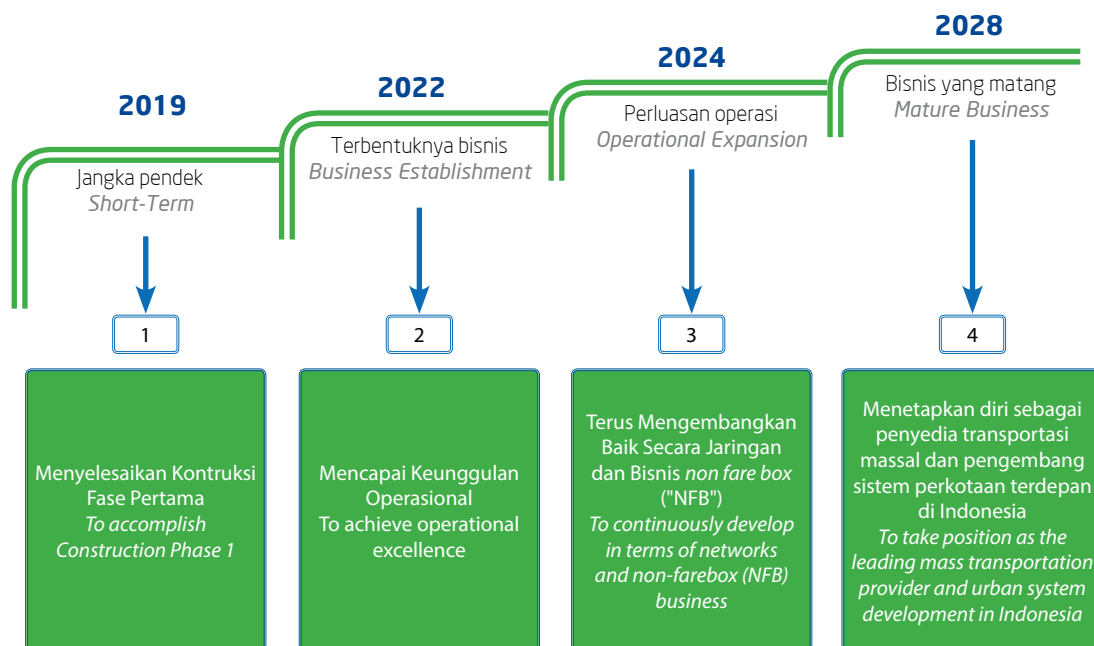 2019
Jangka pendek
Short-Term
1
Menyelesaikan Kontruksi
Fase Pertama
To accomplish
Construction Phase 1
2022
Terbentuknya bisnis
Business Establishment
2
Mencapai Keunggulan
Operasional
To achieve operational
excellence
2024
Perluasan operasi
Operational Expansion
3
Terus Mengembangkan
Baik Secara Jaringan
dan Bisnis non fare box
("NFB")
To continuously develop
in terms of networks
and non-farebox (NFB)
business
2028
Bisnis yang matang
Mature Business
4
Menetapkan diri sebagai
penyedia transportasi
massal dan pengembang
sistem perkotaan terdepan
di Indonesia
To take position as the
leading mass transportation
provider and urban system
development in Indonesia